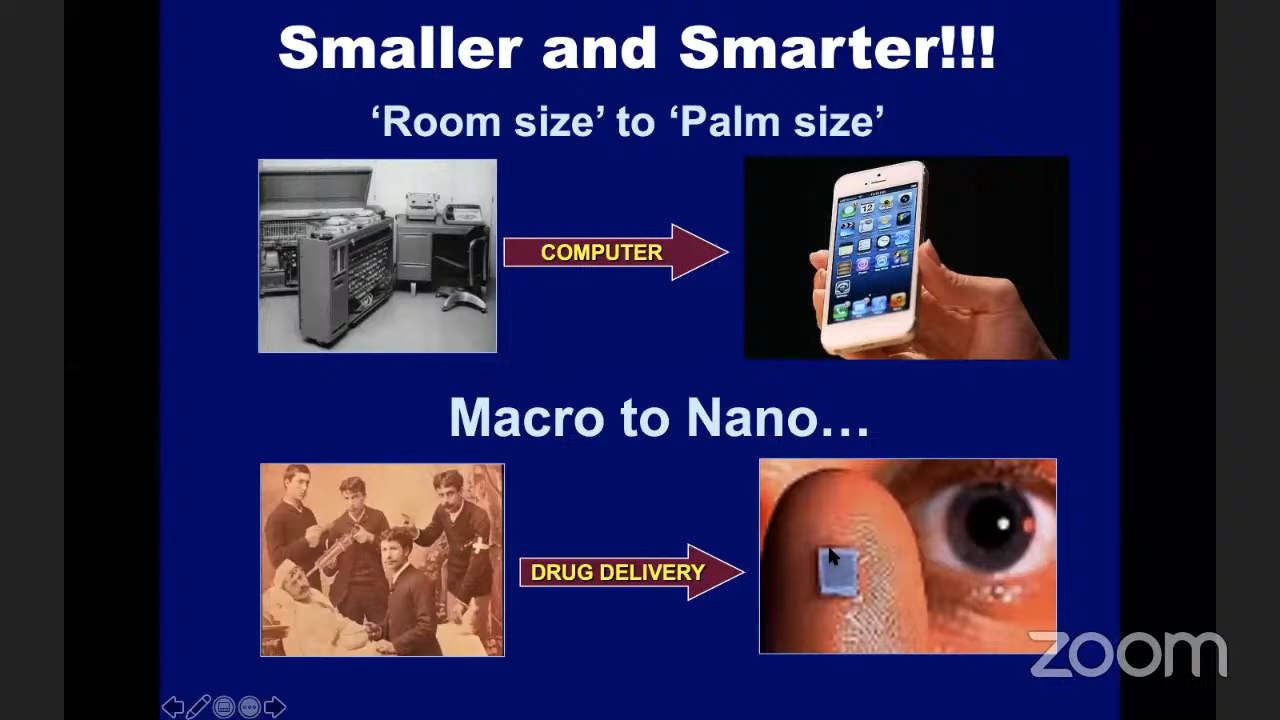 Smaller and Smarter!!!
‘Room size’ to ‘Palm size’
COMPUTER
Macro to Nano…
DRUG DELIVERY
zoom